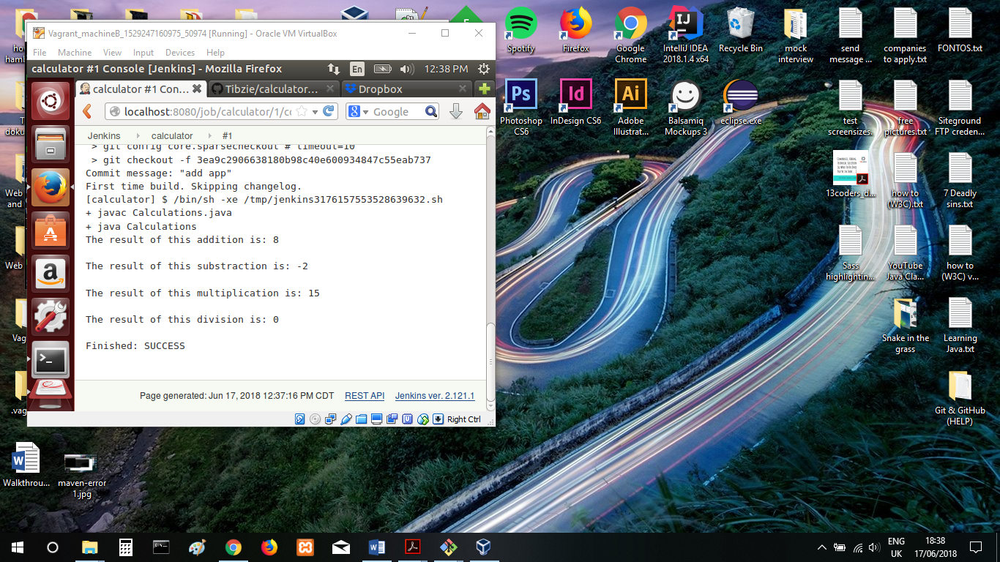 Vagrant_machineB_1529247160975_50974 [Running] - Oracle VM VirtualBox
File Machine View Input Devices Help
calculator #1 Console [Jenkins] - Mozilla Firefox
En
12:38 PM
calculator #1 Con...
Tibzie/calculator...
Dropbox
localhost:8080/job/calculator/1/c
Google
Jenkins
calculator
#1
> git config core.sparsecheckout # timeout=10
> git checkout -f 3ea9c2906638180b98c40e600934847c55eab737
Commit message: "add app"
First time build. Skipping changelog.
[calculator] $ /bin/sh -xe /tmp/jenkins3176157553528639632.sh
+ javac Calculations.java
+ java Calculations
The result of this addition is: 8
The result of this substraction is: -2
The result of this multiplication is: 15
The result of this division is: 0
Finished: SUCCESS
Page generated: Jun 17, 2018 12:37:16 PM CDT
REST API
Jenkins ver. 2.121.1
Right Ctrl
Web
and
Web
Vag
.vag
Walkthrou...
maven-error
1.jpg
Spotify
Firefox
Google
Chrome
IntelliJ IDEA
2018.1.4 x64
Recycle Bin
mock
interview
send
message ...
companies
to apply.txt
FONTOS.txt
Ps
Photoshop
CS6
Id
InDesign CS6
Ai
Adobe
Illustrat...
Balsamiq
Mockups 3
eclipse.exe
test
screensizes.
free
pictures.txt
Siteground
FTP creden...
13coders_d...
how to
(W3C).txt
7 Deadly
sins.txt
Sass
highlightin...
YouTube
Java Cla...
how to
(W3C) v...
Snake in the
grass
Learning
Java.txt
Git & GitHub
(HELP)
ENG
UK
18:38
17/06/2018